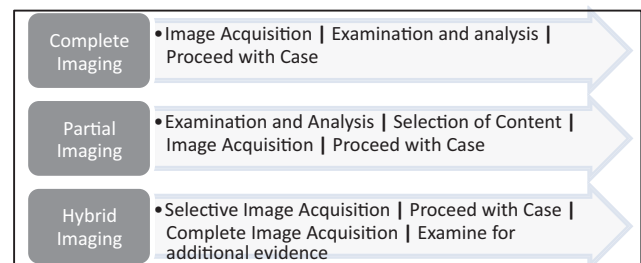 Complete
Imaging
•Image Acquisition | Examination and analysis |
Proceed with Case
Partial
Imaging
•Examination and Analysis | Selection of Content |
Image Acquisition | Proceed with Case
Hybrid
Imaging
•Selective Image Acquisition | Proceed with Case |
Complete Image Acquisition | Examine for
additional evidence